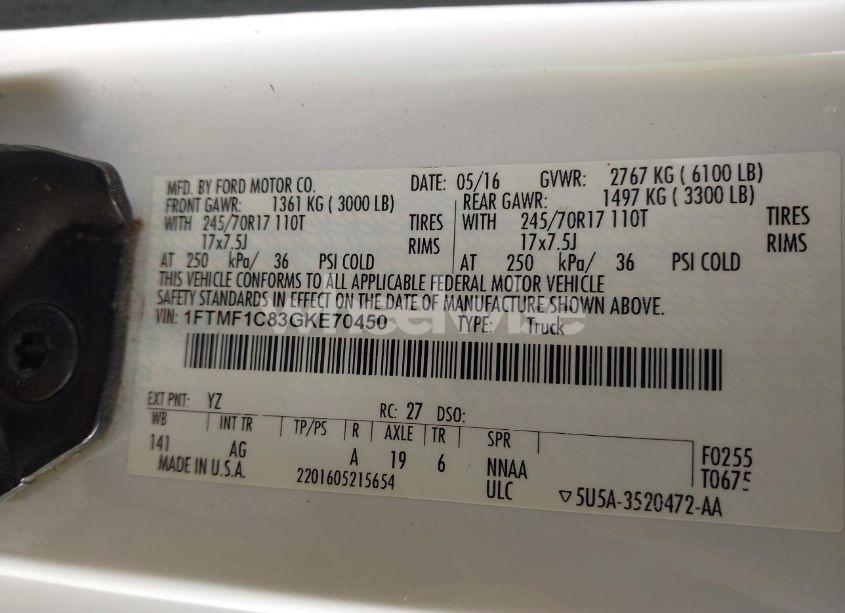 MFD. BY FORD MOTOR CO. DATE: 05/16 GVWR: 2767 KG ( 6100 LB)
FRONT GAWR: 1361 KG ( 3000 LB) REAR GAWR: 1497 KG ( 3300 LB)
WITH 245/70R17 110T TIRES WITH 245/70R17 110T TIRES
17x7.5J RIMS 17x7.5J RIMS
AT 250 kPa/ 36 PSI COLD AT 250 kPa/ 36 PSI COLD
THIS VEHICLE CONFORMS TO ALL APPLICABLE FEDERAL MOTOR VEHICLE
SAFETY STANDARDS IN EFFECT ON THE DATE OF MANUFACTURE SHOWN ABOVE.
VIN: 1FTMF1C83GKE70450 TYPE: Truck
EXT PNT: YZ RC: 27 DSO:
WB INT TR TP/PS R AXLE TR SPR
141 AG A 19 6 NNAA F0255
MADE IN U.S.A. 2201605215654 ULC T0675
▽5U5A-3520472-AA